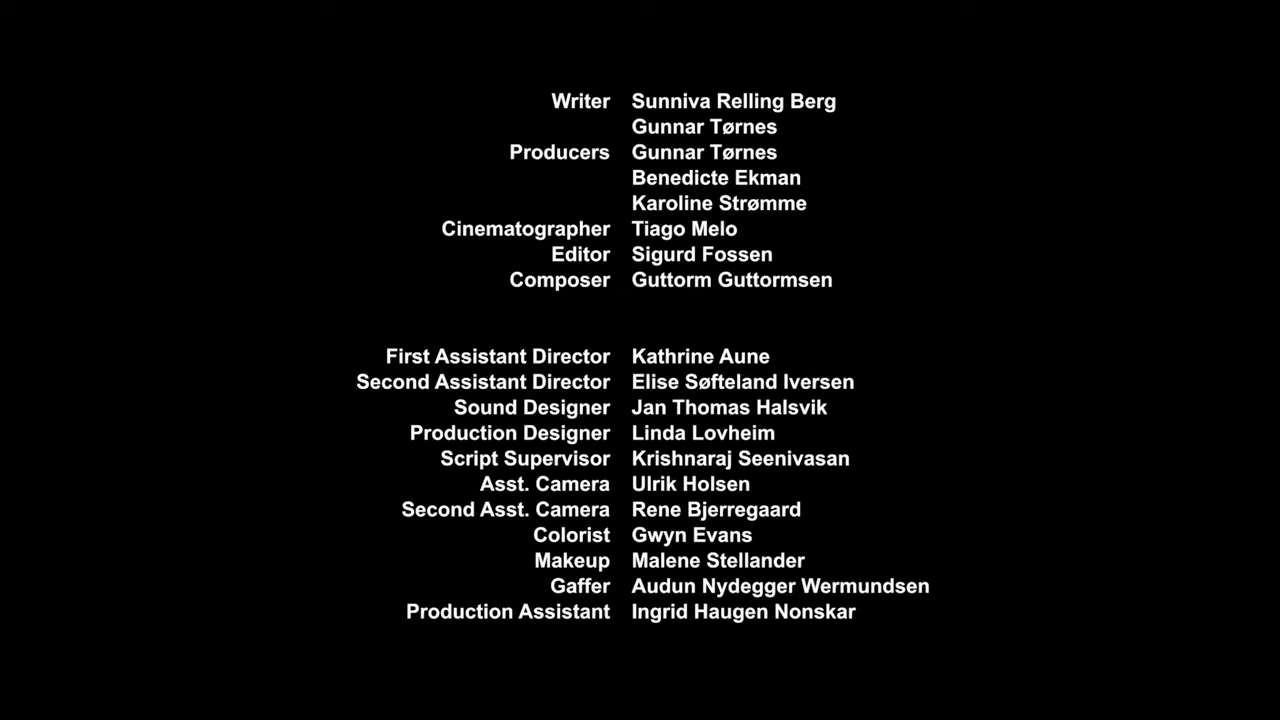 Writer Sunniva Relling Berg
Gunnar Tørnes
Producers Gunnar Tørnes
Benedicte Ekman
Karoline Strømme
Cinematographer Tiago Melo
Editor Sigurd Fossen
Composer Guttorm Guttormsen
First Assistant Director Kathrine Aune
Second Assistant Director Elise Søfteland Iversen
Sound Designer Jan Thomas Halsvik
Production Designer Linda Lovheim
Script Supervisor Krishnaraj Seenivasan
Asst. Camera Ulrik Holsen
Second Asst. Camera Rene Bjerregaard
Colorist Gwyn Evans
Makeup Malene Stellander
Gaffer Audun Nydegger Wermundsen
Production Assistant Ingrid Haugen Nonskar